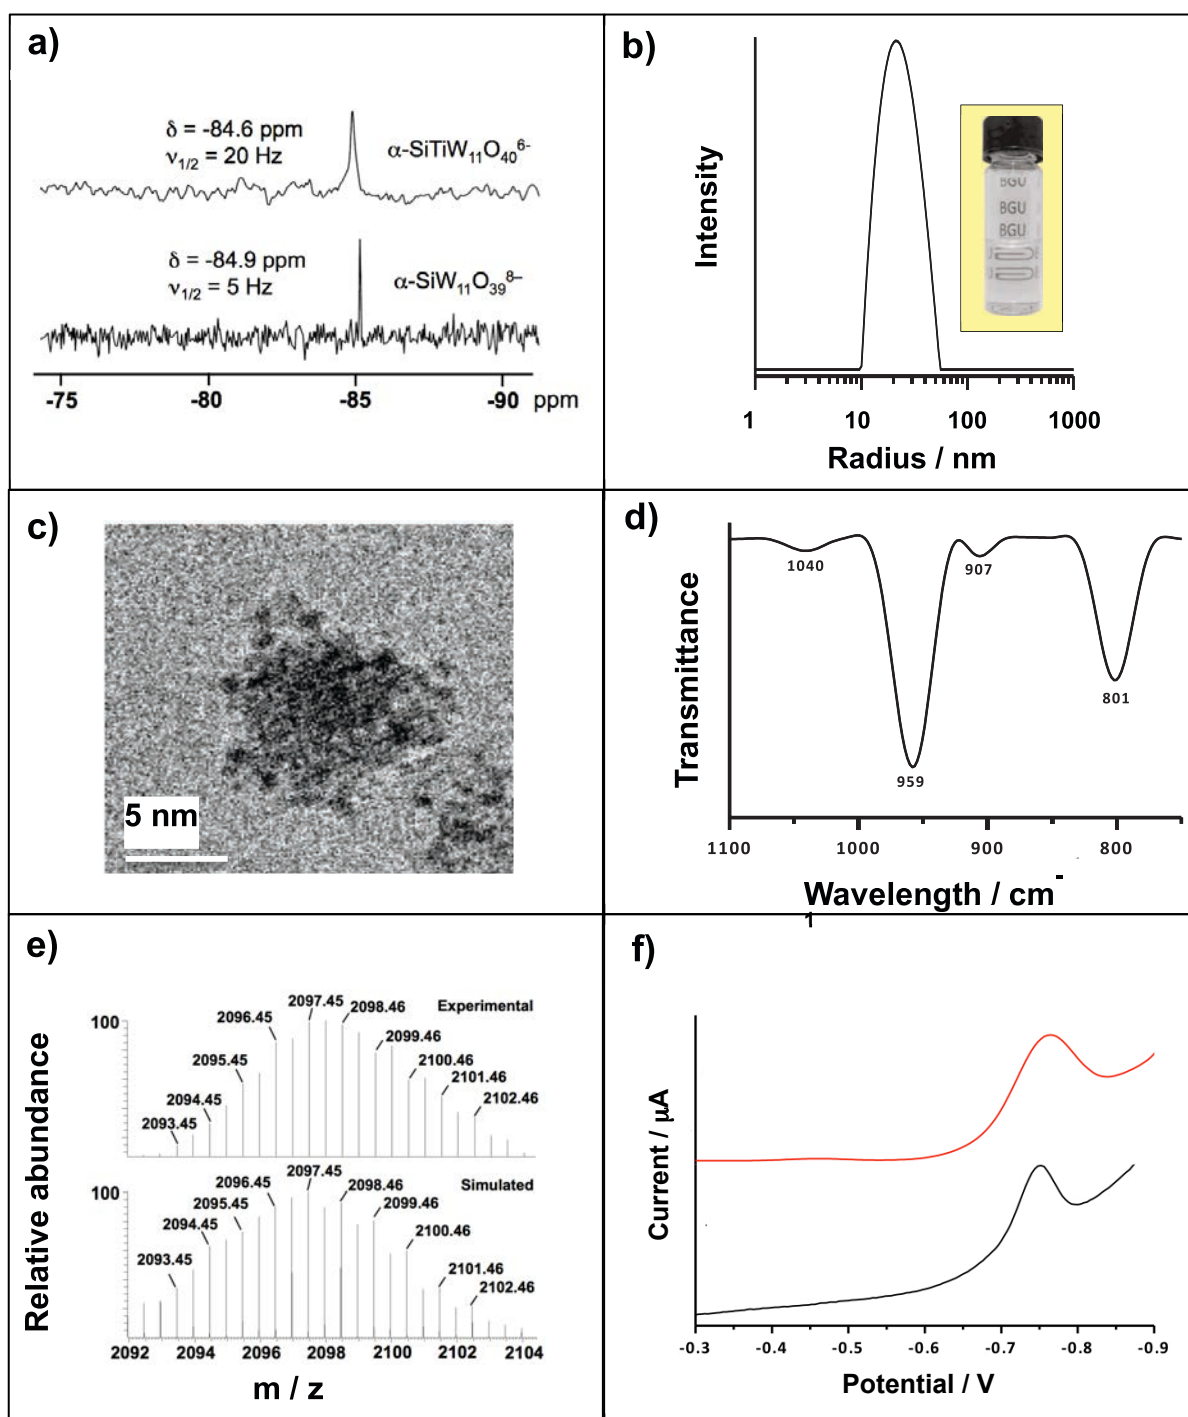 a)
δ = -84.6 ppm
ν1/2 = 20 Hz
α-SiTiW11O40^6-
δ = -84.9 ppm
ν1/2 = 5 Hz
α-SiW11O39^8–
-75 -80 -85 -90 ppm
b)
Intensity
BGU
BGU
BGU
1 10 100 1000
Radius / nm
c)
5 nm
d)
Transmittance
1040
907
959
801
1100 1000 900 800
Wavelength / cm-
1
e)
Relative abundance
Experimental
100
2093.45
2094.45
2095.45
2096.45
2097.45
2098.46
2099.46
2100.46
2101.46
2102.46
Simulated
100
2093.45
2094.45
2095.45
2096.45
2097.45
2098.46
2099.46
2100.46
2101.46
2102.46
2092 2094 2096 2098 2100 2102 2104
m / z
f)
Current / µA
-0.3 -0.4 -0.5 -0.6 -0.7 -0.8 -0.9
Potential / V